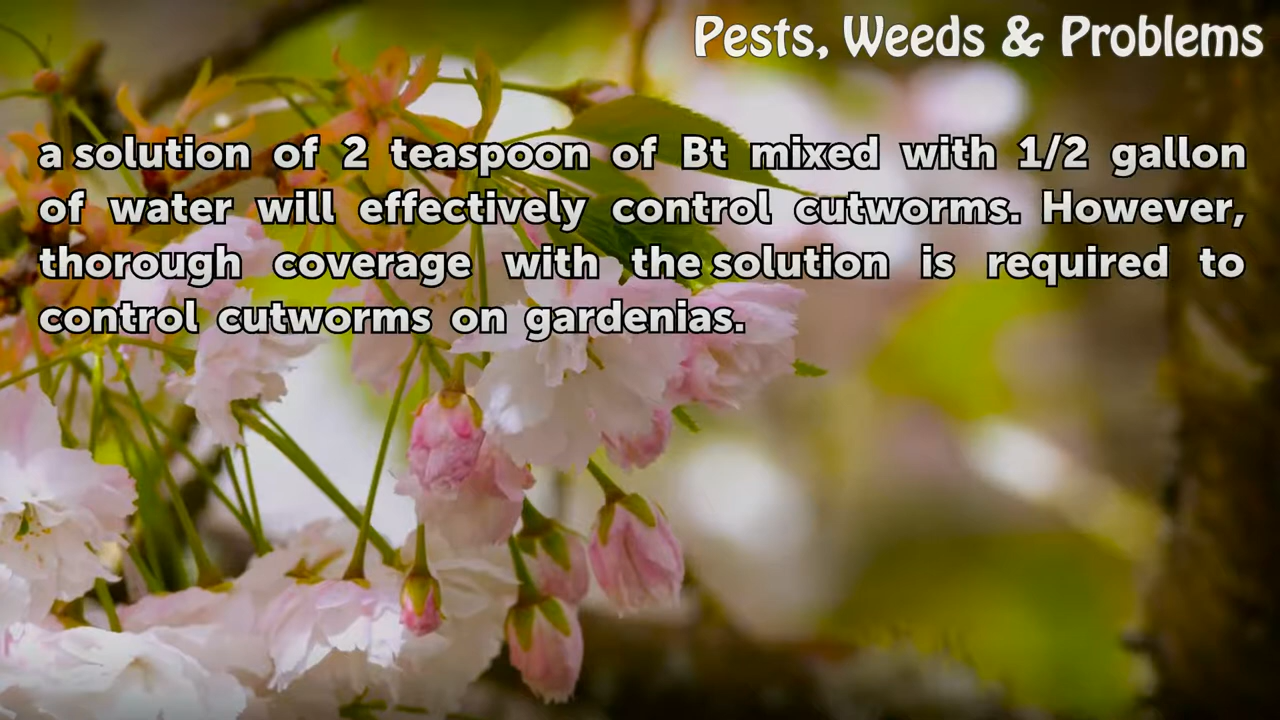 Pests, Weeds & Problems
a solution of 2 teaspoon of Bt mixed with 1/2 gallon
of water will effectively control cutworms. However,
thorough coverage with the solution is required to
control cutworms on gardenias.